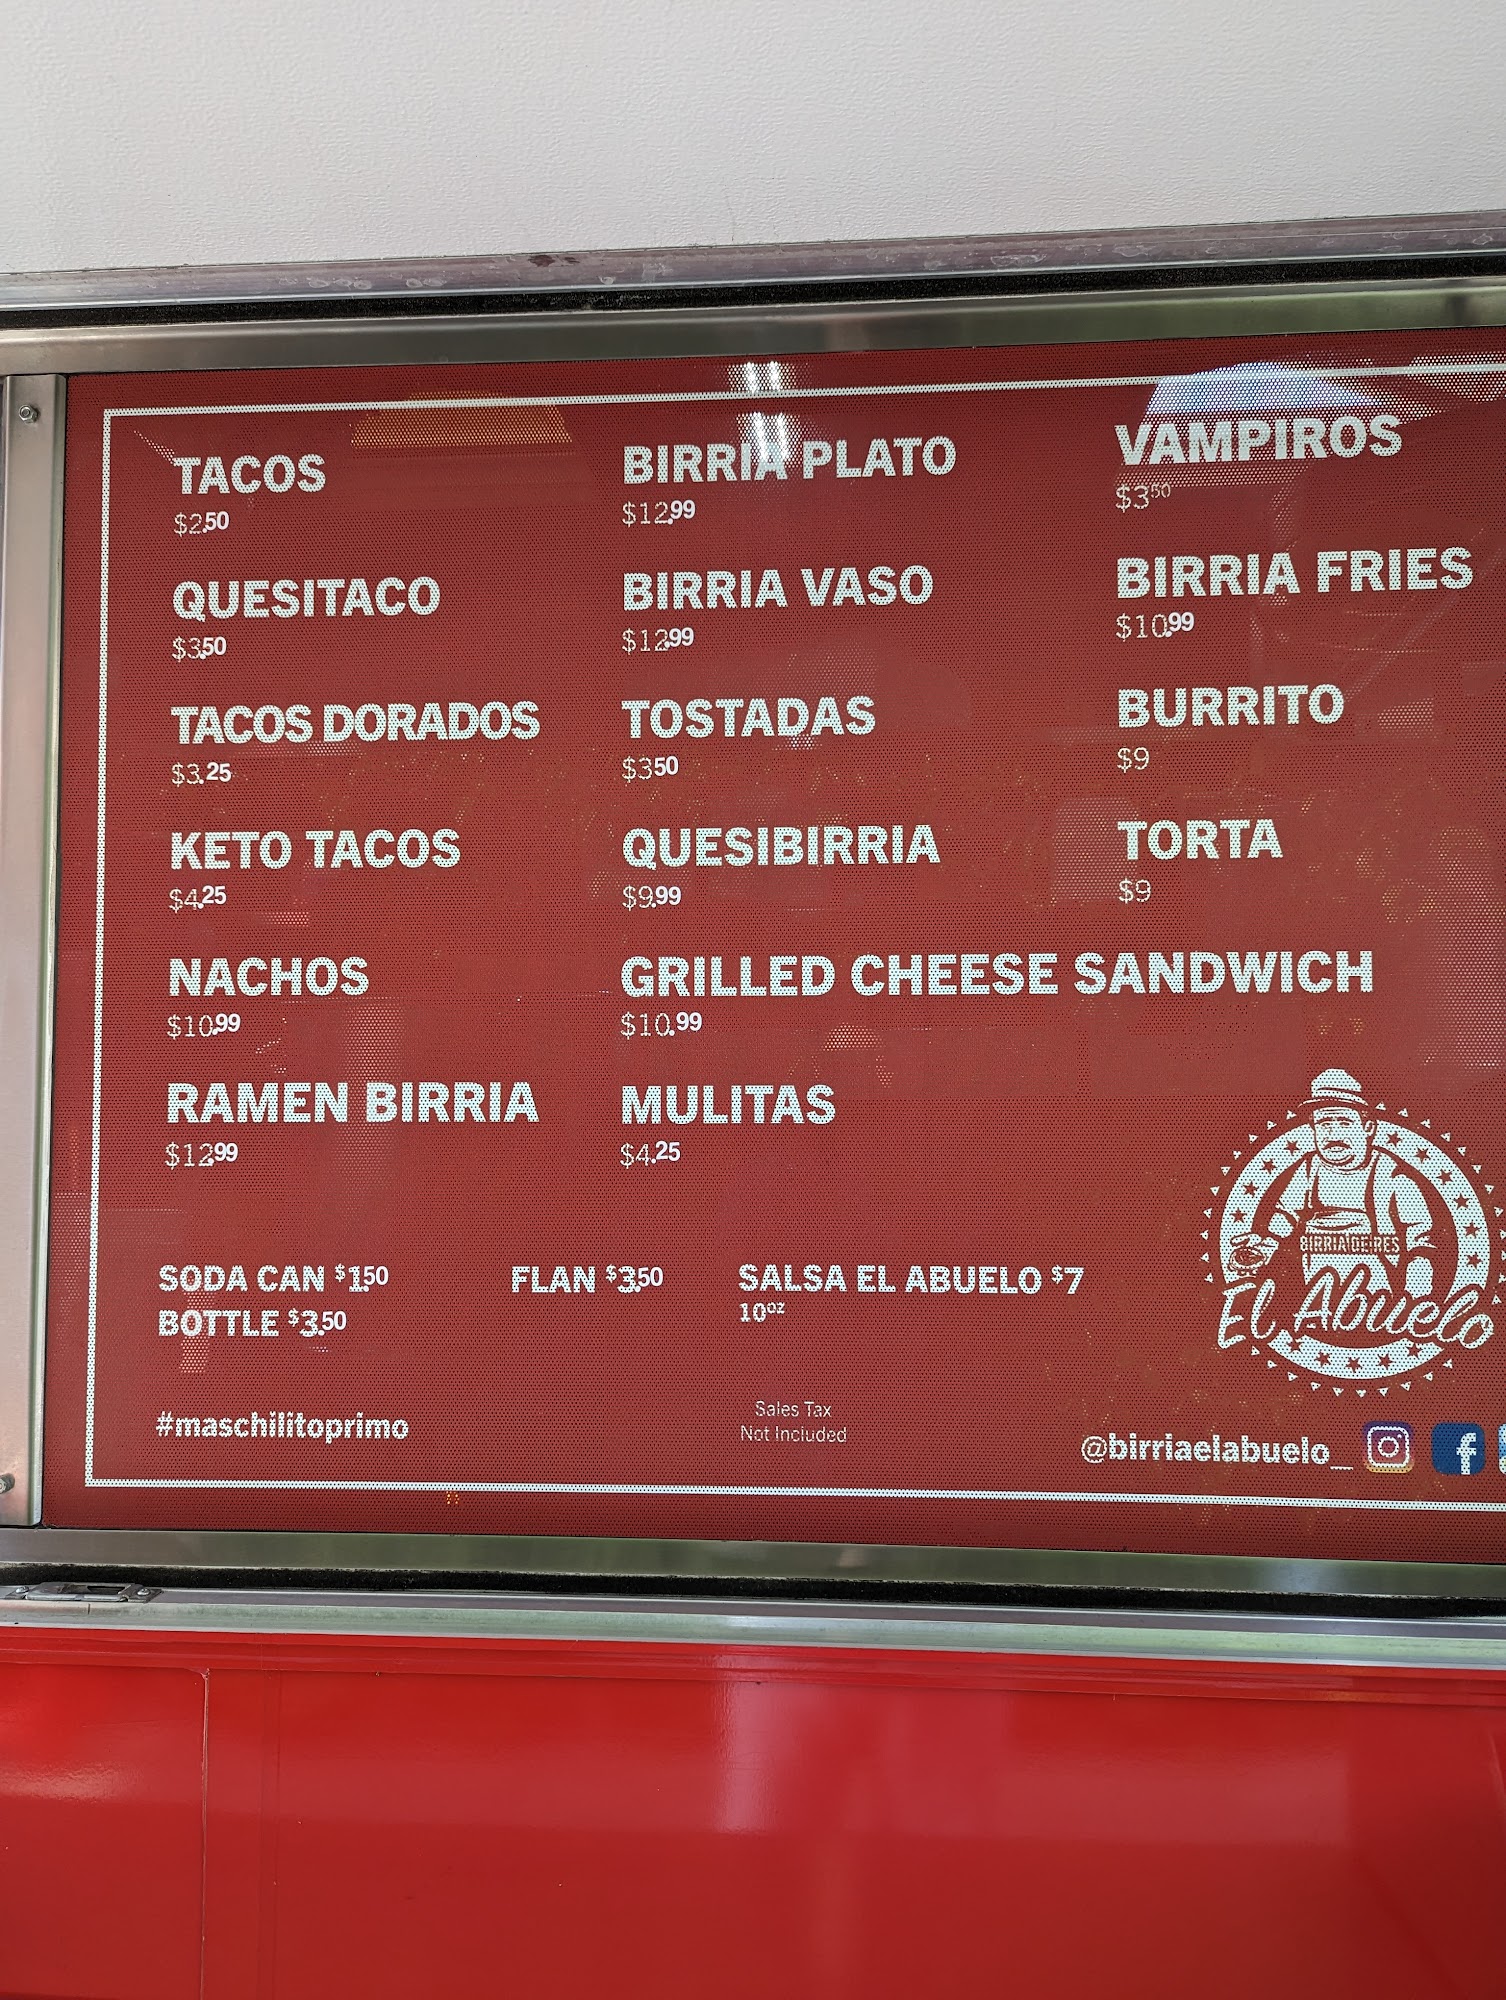 TACOS
$2.50
QUESITACO
$3.50
TACOS DORADOS
$3.25
KETO TACOS
$4.25
NACHOS
$10.99
RAMEN BIRRIA
$12.99
BIRRIA PLATO
$12.99
BIRRIA VASO
$12.99
TOSTADAS
$3.50
QUESIBIRRIA
$9.99
GRILLED CHEESE SANDWICH
$10.99
MULITAS
$4.25
VAMPIROS
$3.50
BIRRIA FRIES
$10.99
BURRITO
$9
TORTA
$9
SODA CAN $1.50
BOTTLE $3.50
FLAN $3.50
SALSA EL ABUELO $7
10oz
BIRRIA DE RES
El Abuelo
#maschilitoprimo
Sales Tax
Not Included
@birriaelabuelo_